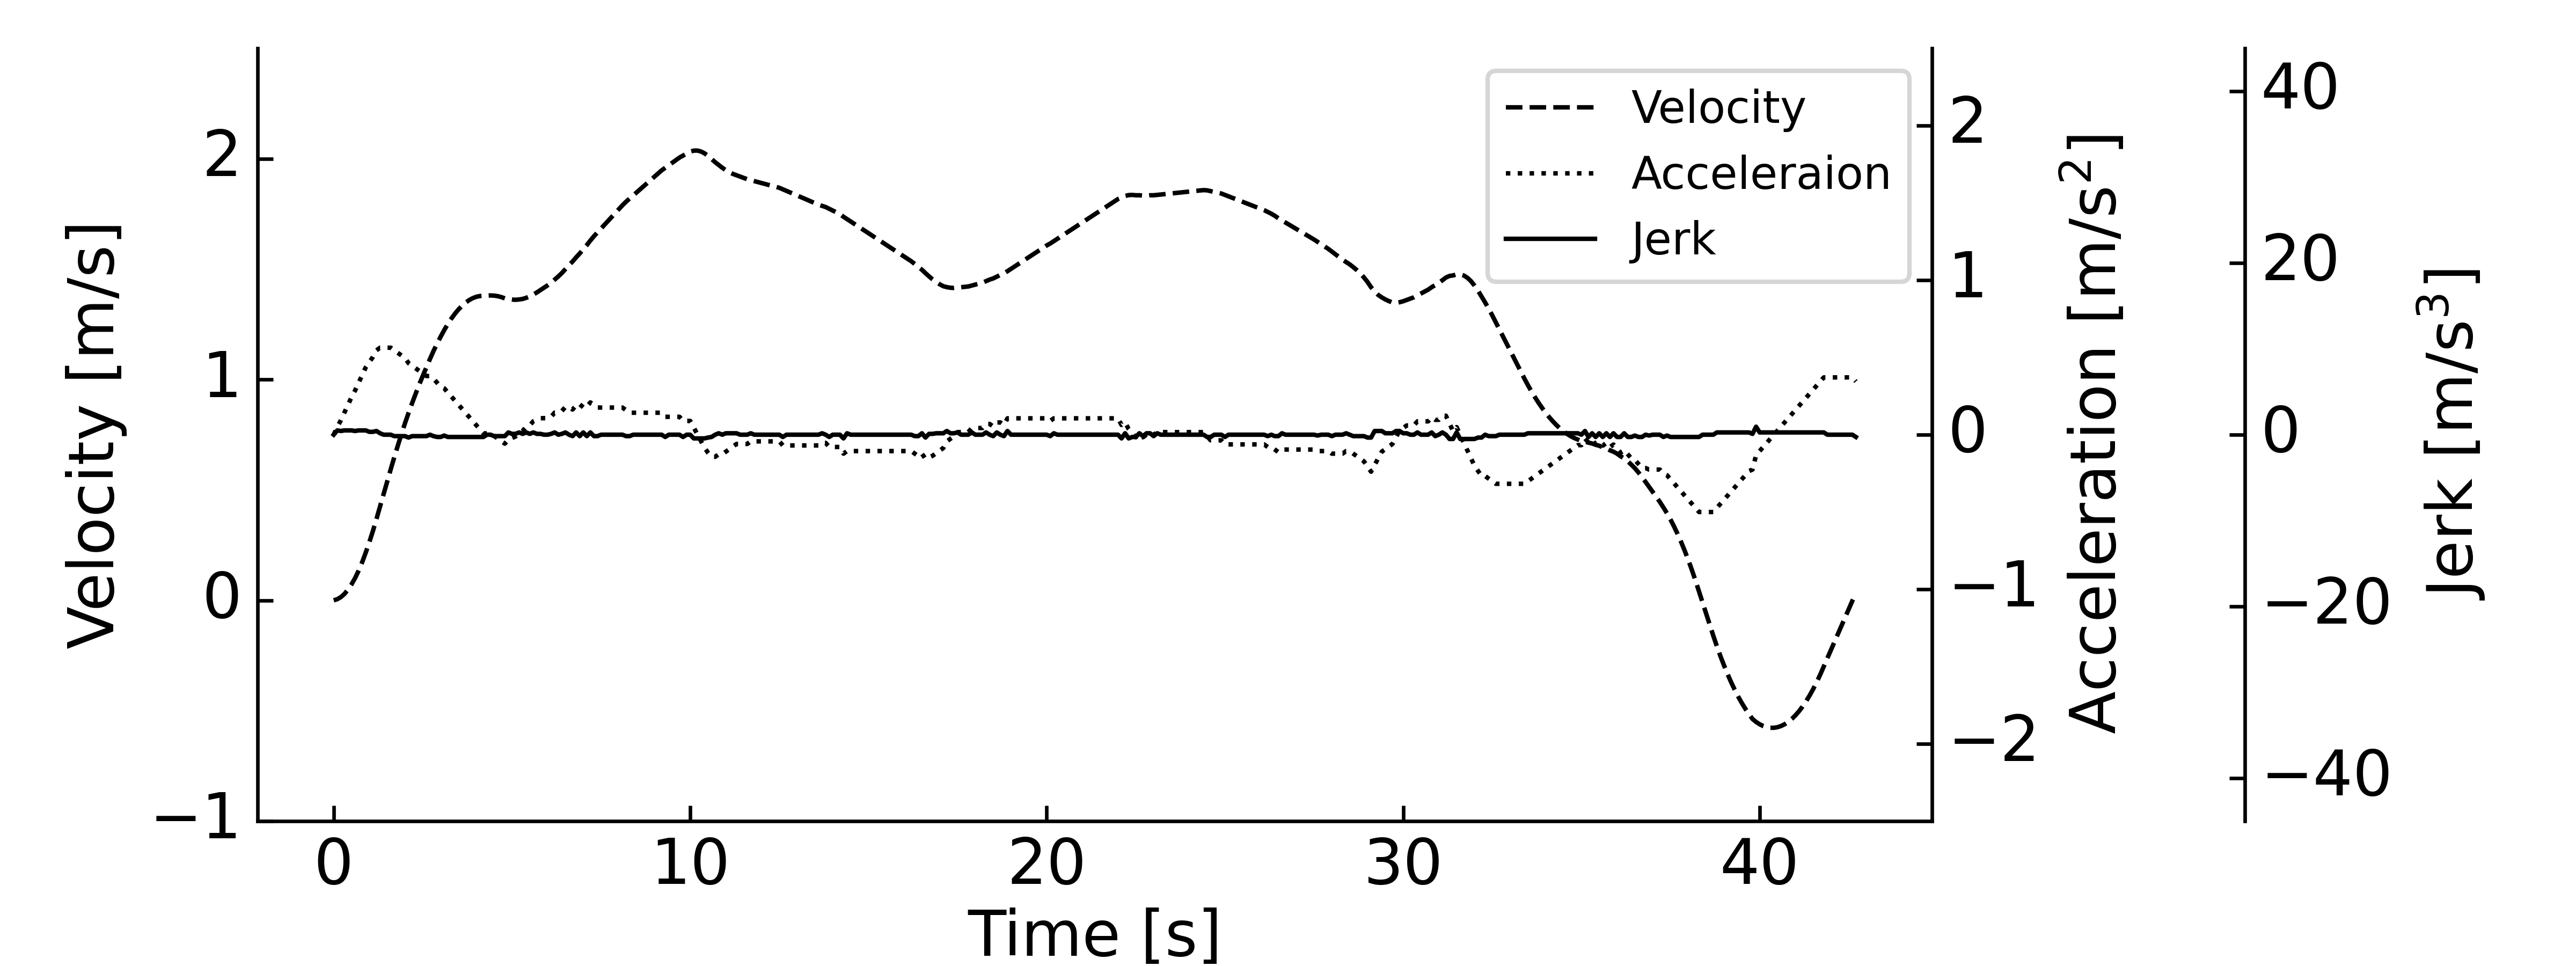 Velocity [m/s]
2
1
0
−1
0 10 20 30 40
Time [s]
Velocity
Acceleraion
Jerk
2
1
0
−1
−2
Acceleration [m/s²]
40
20
0
−20
−40
Jerk [m/s³]